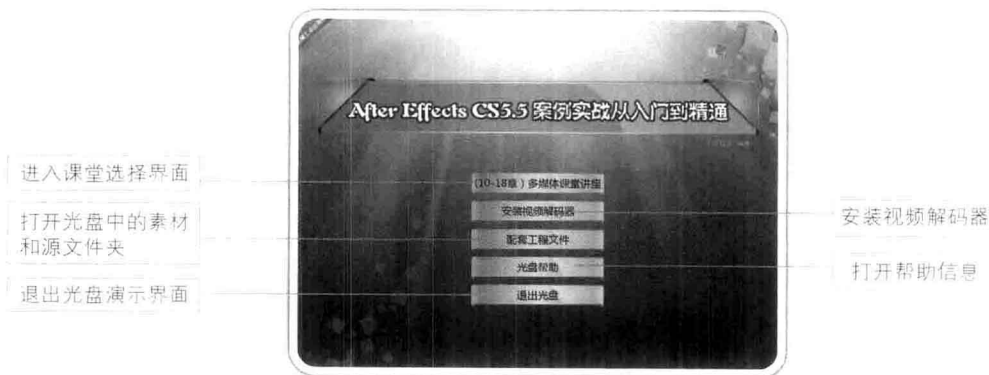 After Effects CS5.5 案例实战从入门到精通
进入课堂选择界面
打开光盘中的素材
和源文件夹
退出光盘演示界面
(10-18章)多媒体课堂讲座
安装视频解码器
配套工程文件
光盘帮助
退出光盘
安装视频解码器
打开帮助信息